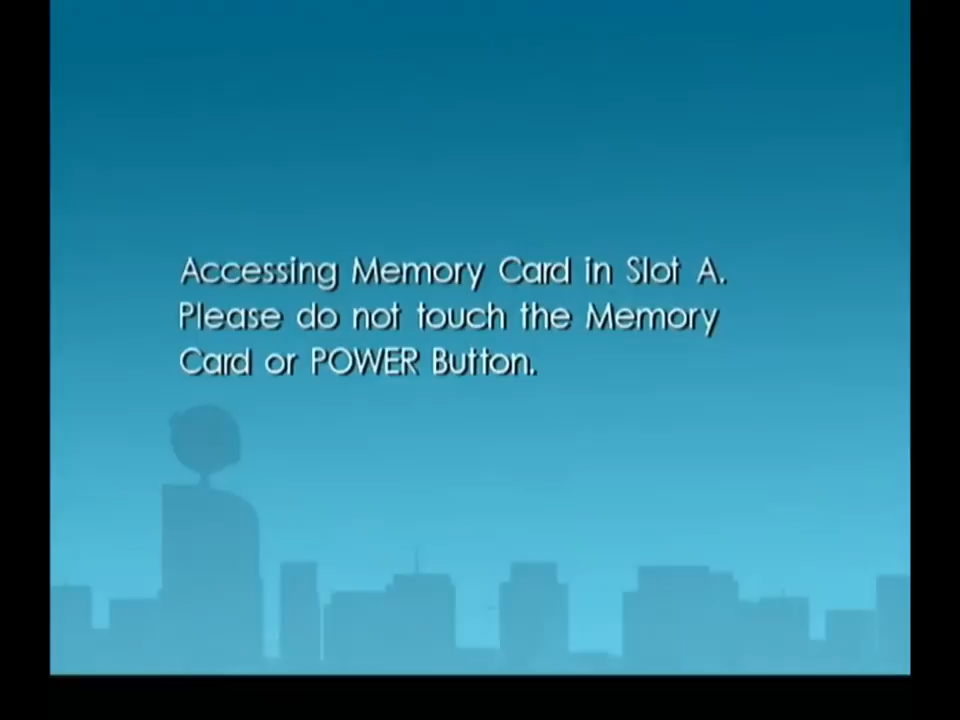 Accessing Memory Card in Slot A.
Please do not touch the Memory
Card or POWER Button.